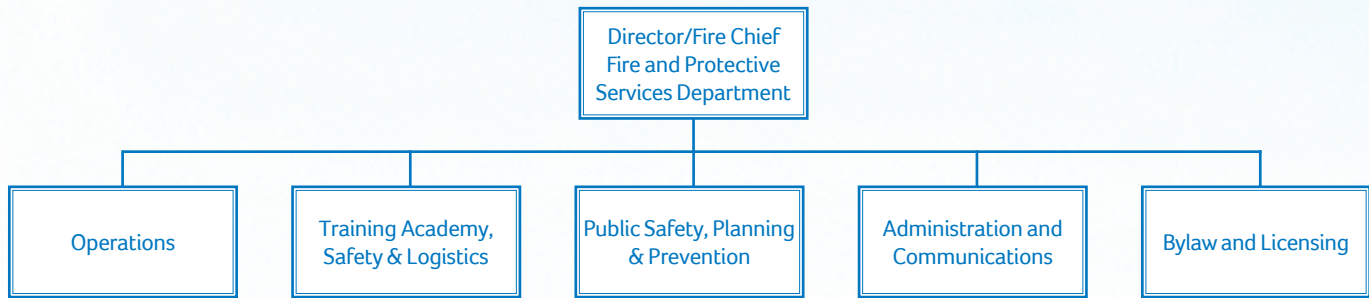 Director/Fire Chief
Fire and Protective
Services Department
Operations
Training Academy,
Safety & Logistics
Public Safety, Planning
& Prevention
Administration and
Communications
Bylaw and Licensing